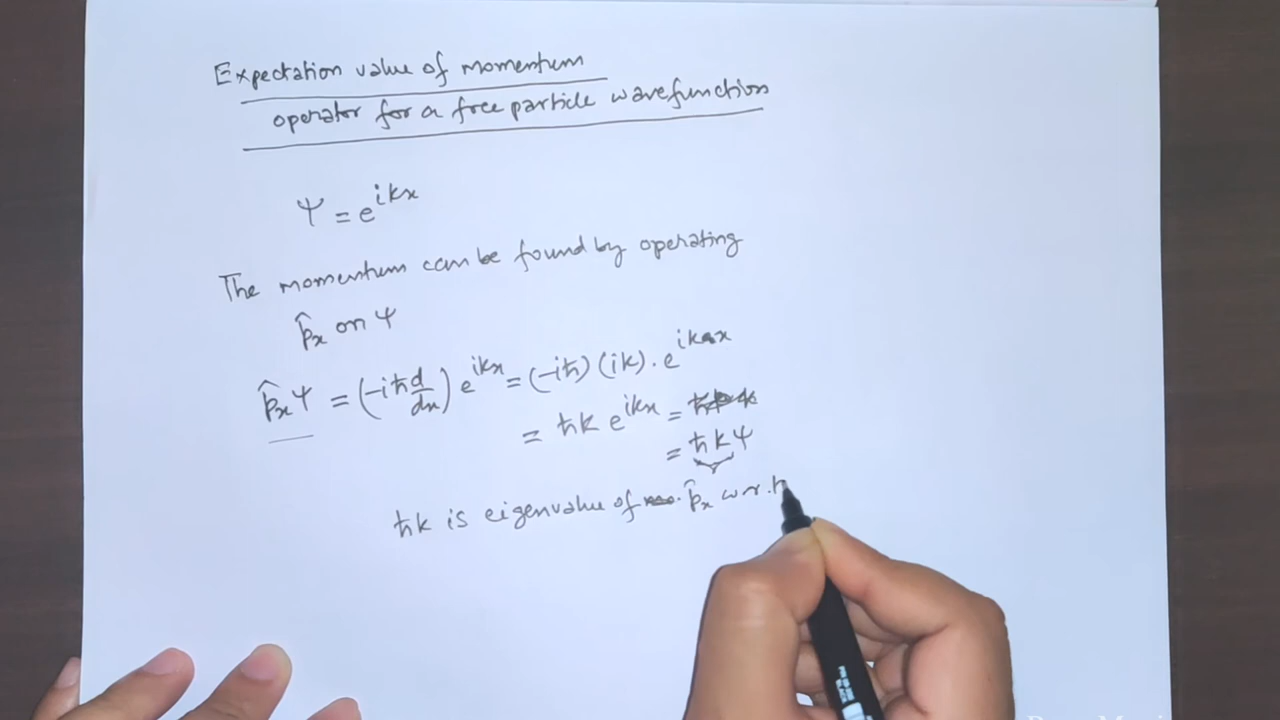 Expectation value of momentum
operator for a free particle wavefunction
Ψ = e^{ikx}
The momentum can be found by operating
p̂ₓ on Ψ
p̂ₓΨ = (-iħ d/dx) e^{ikx} = (-iħ)(ik). e^{ikx}
= ħk e^{ikx} =
= ħkΨ
ħk is eigenvalue of p̂ₓ w.r.t